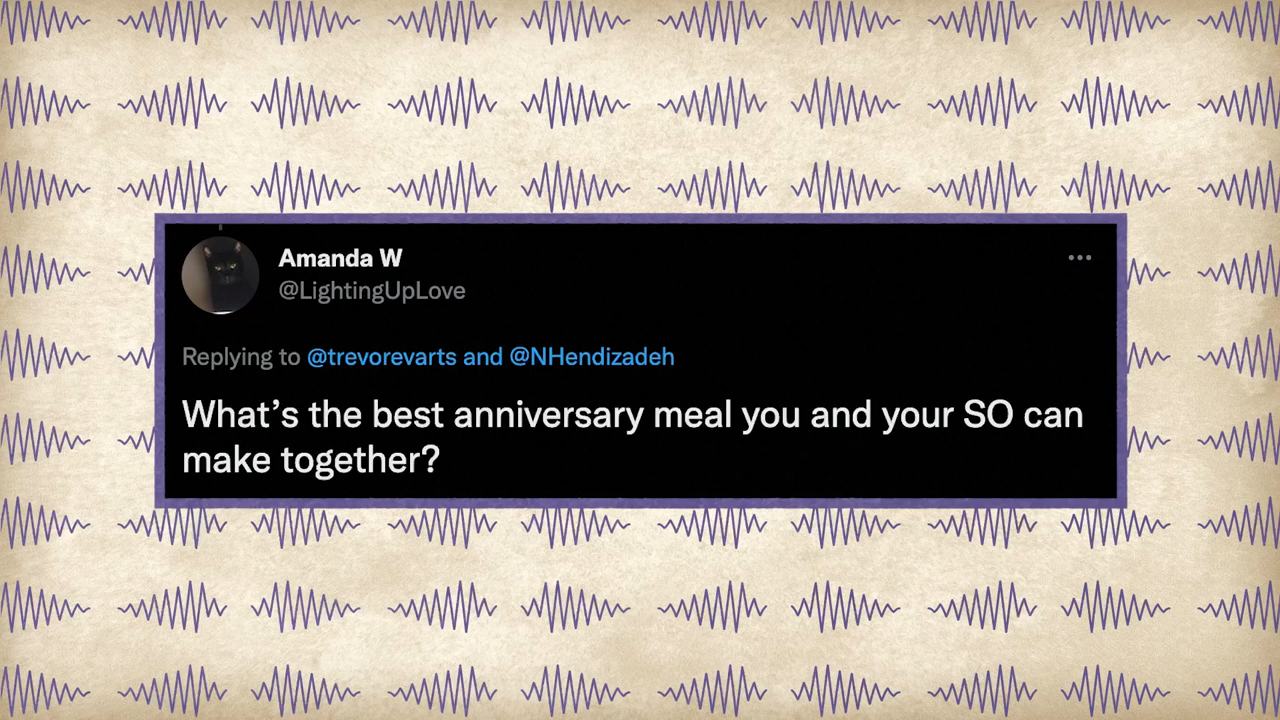 Amanda W
@LightingUpLove
Replying to @trevorevarts and @NHendizadeh
What’s the best anniversary meal you and your SO can
make together?